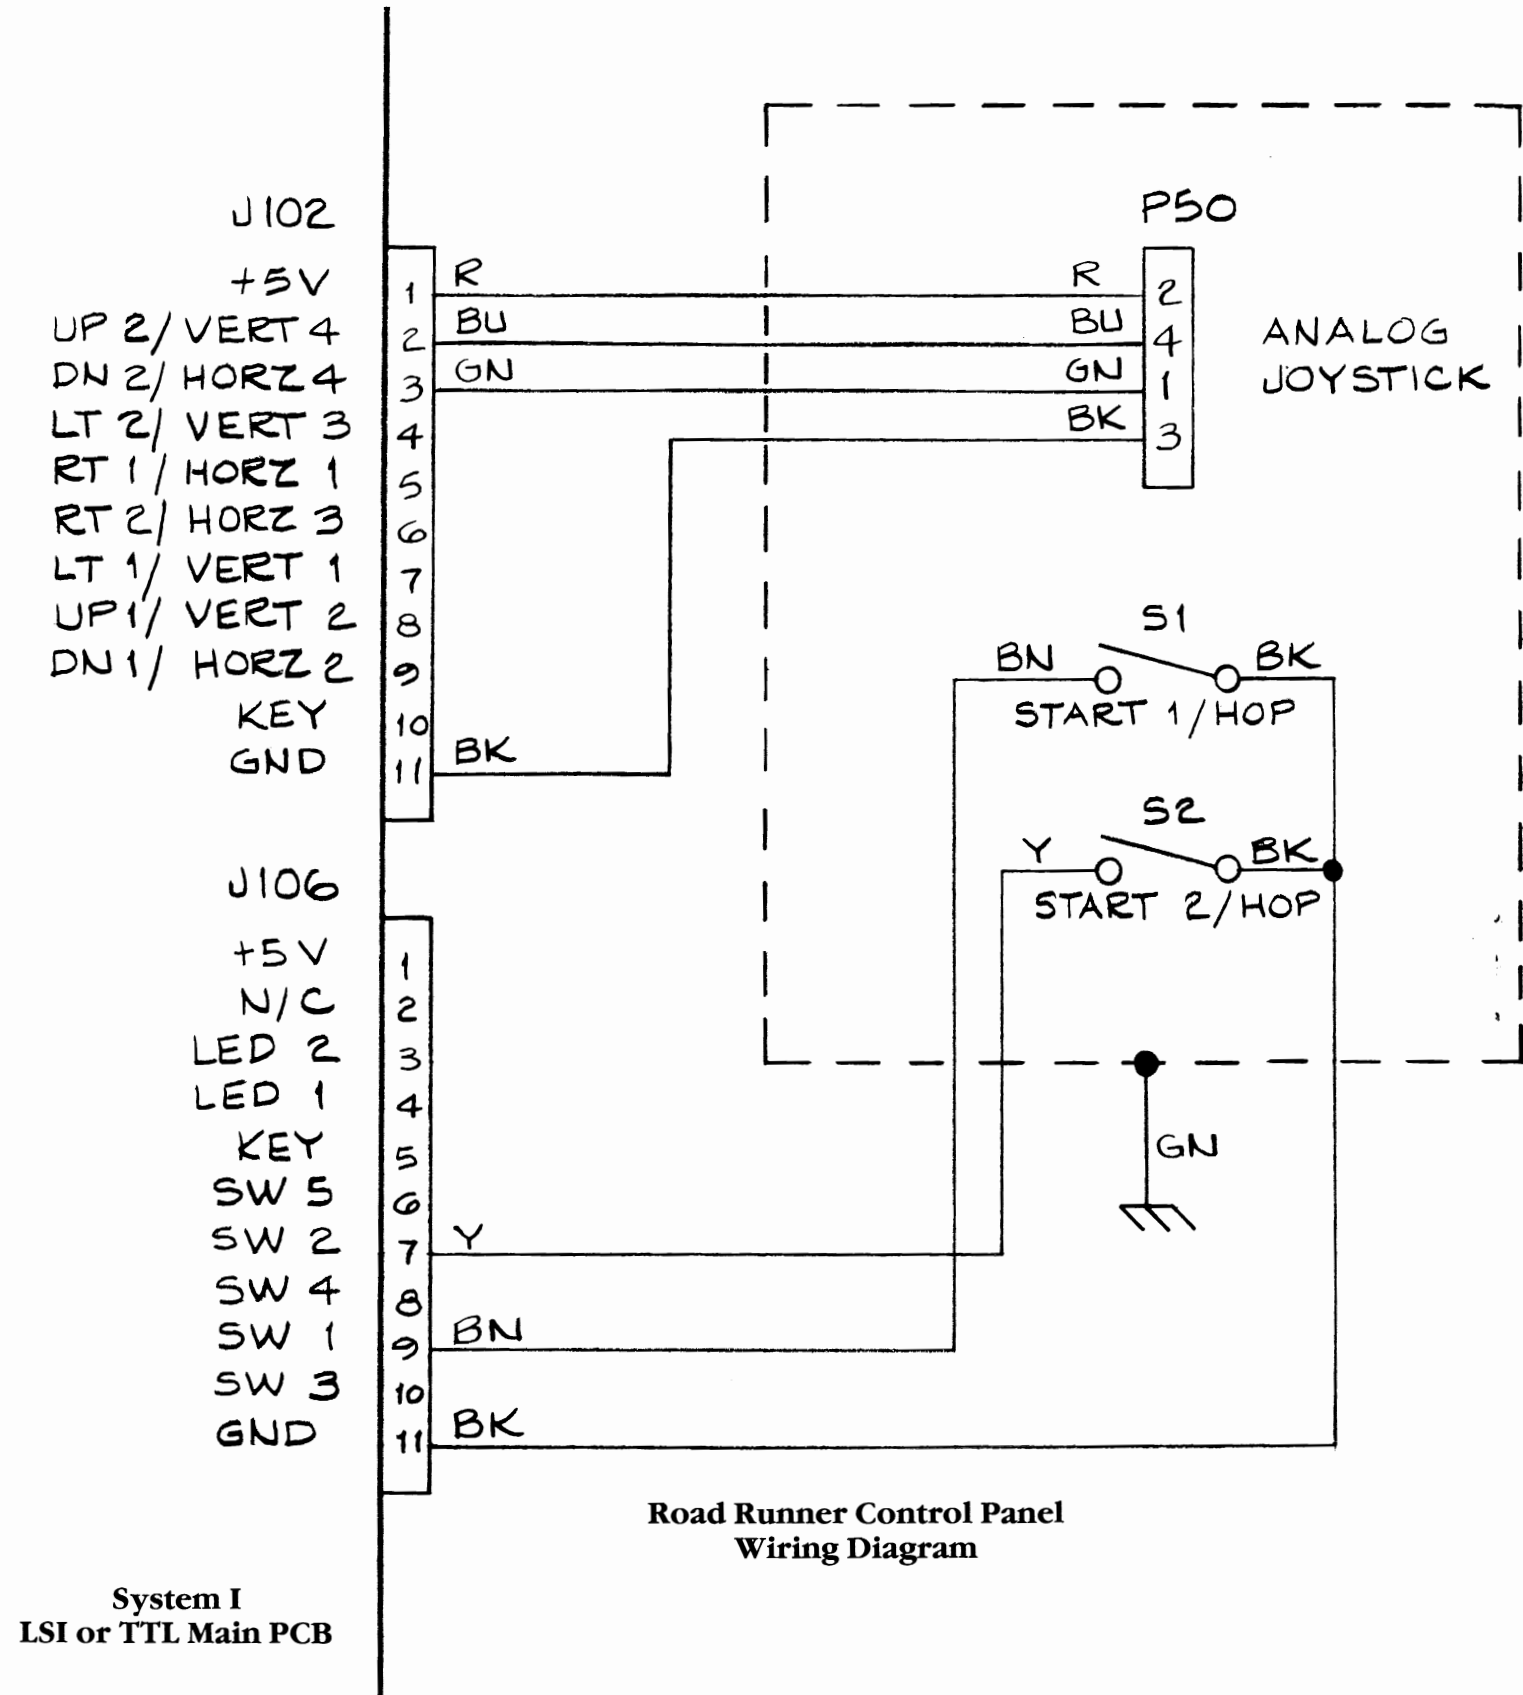 J102
P50
+5V 1 R R 2
UP 2/ VERT 4 2 BU BU 4 ANALOG
DN 2/ HORZ 4 3 GN GN 1 JOYSTICK
LT 2/ VERT 3 4 BK 3
RT 1/ HORZ 1 5
RT 2/ HORZ 3 6
LT 1/ VERT 1 7
UP1/ VERT 2 8
DN 1/ HORZ 2 9
KEY 10
GND 11 BK
S1
BN BK
START 1/HOP
S2
Y BK
START 2/HOP
J106
+5V 1
N/C 2
LED 2 3
LED 1 4
KEY 5
SW 5 6
SW 2 7 Y
SW 4 8
SW 1 9 BN
SW 3 10
GND 11 BK
GN
Road Runner Control Panel
Wiring Diagram
System I
LSI or TTL Main PCB